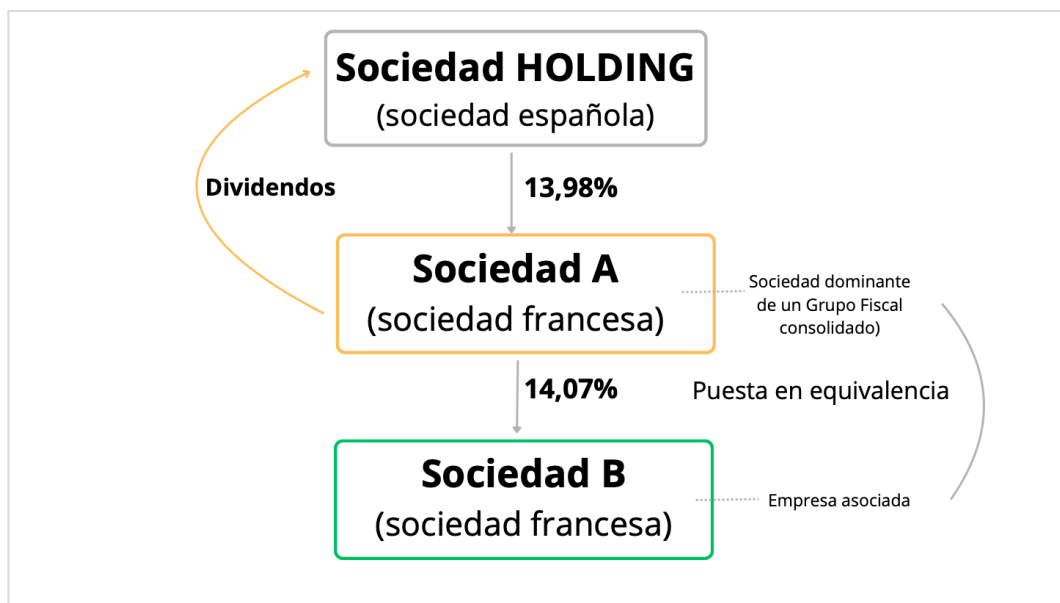 Sociedad HOLDING
(sociedad española)
Dividendos
13,98%
Sociedad A
(sociedad francesa)
Sociedad dominante
de un Grupo Fiscal
consolidado)
14,07%
Puesta en equivalencia
Sociedad B
(sociedad francesa)
Empresa asociada